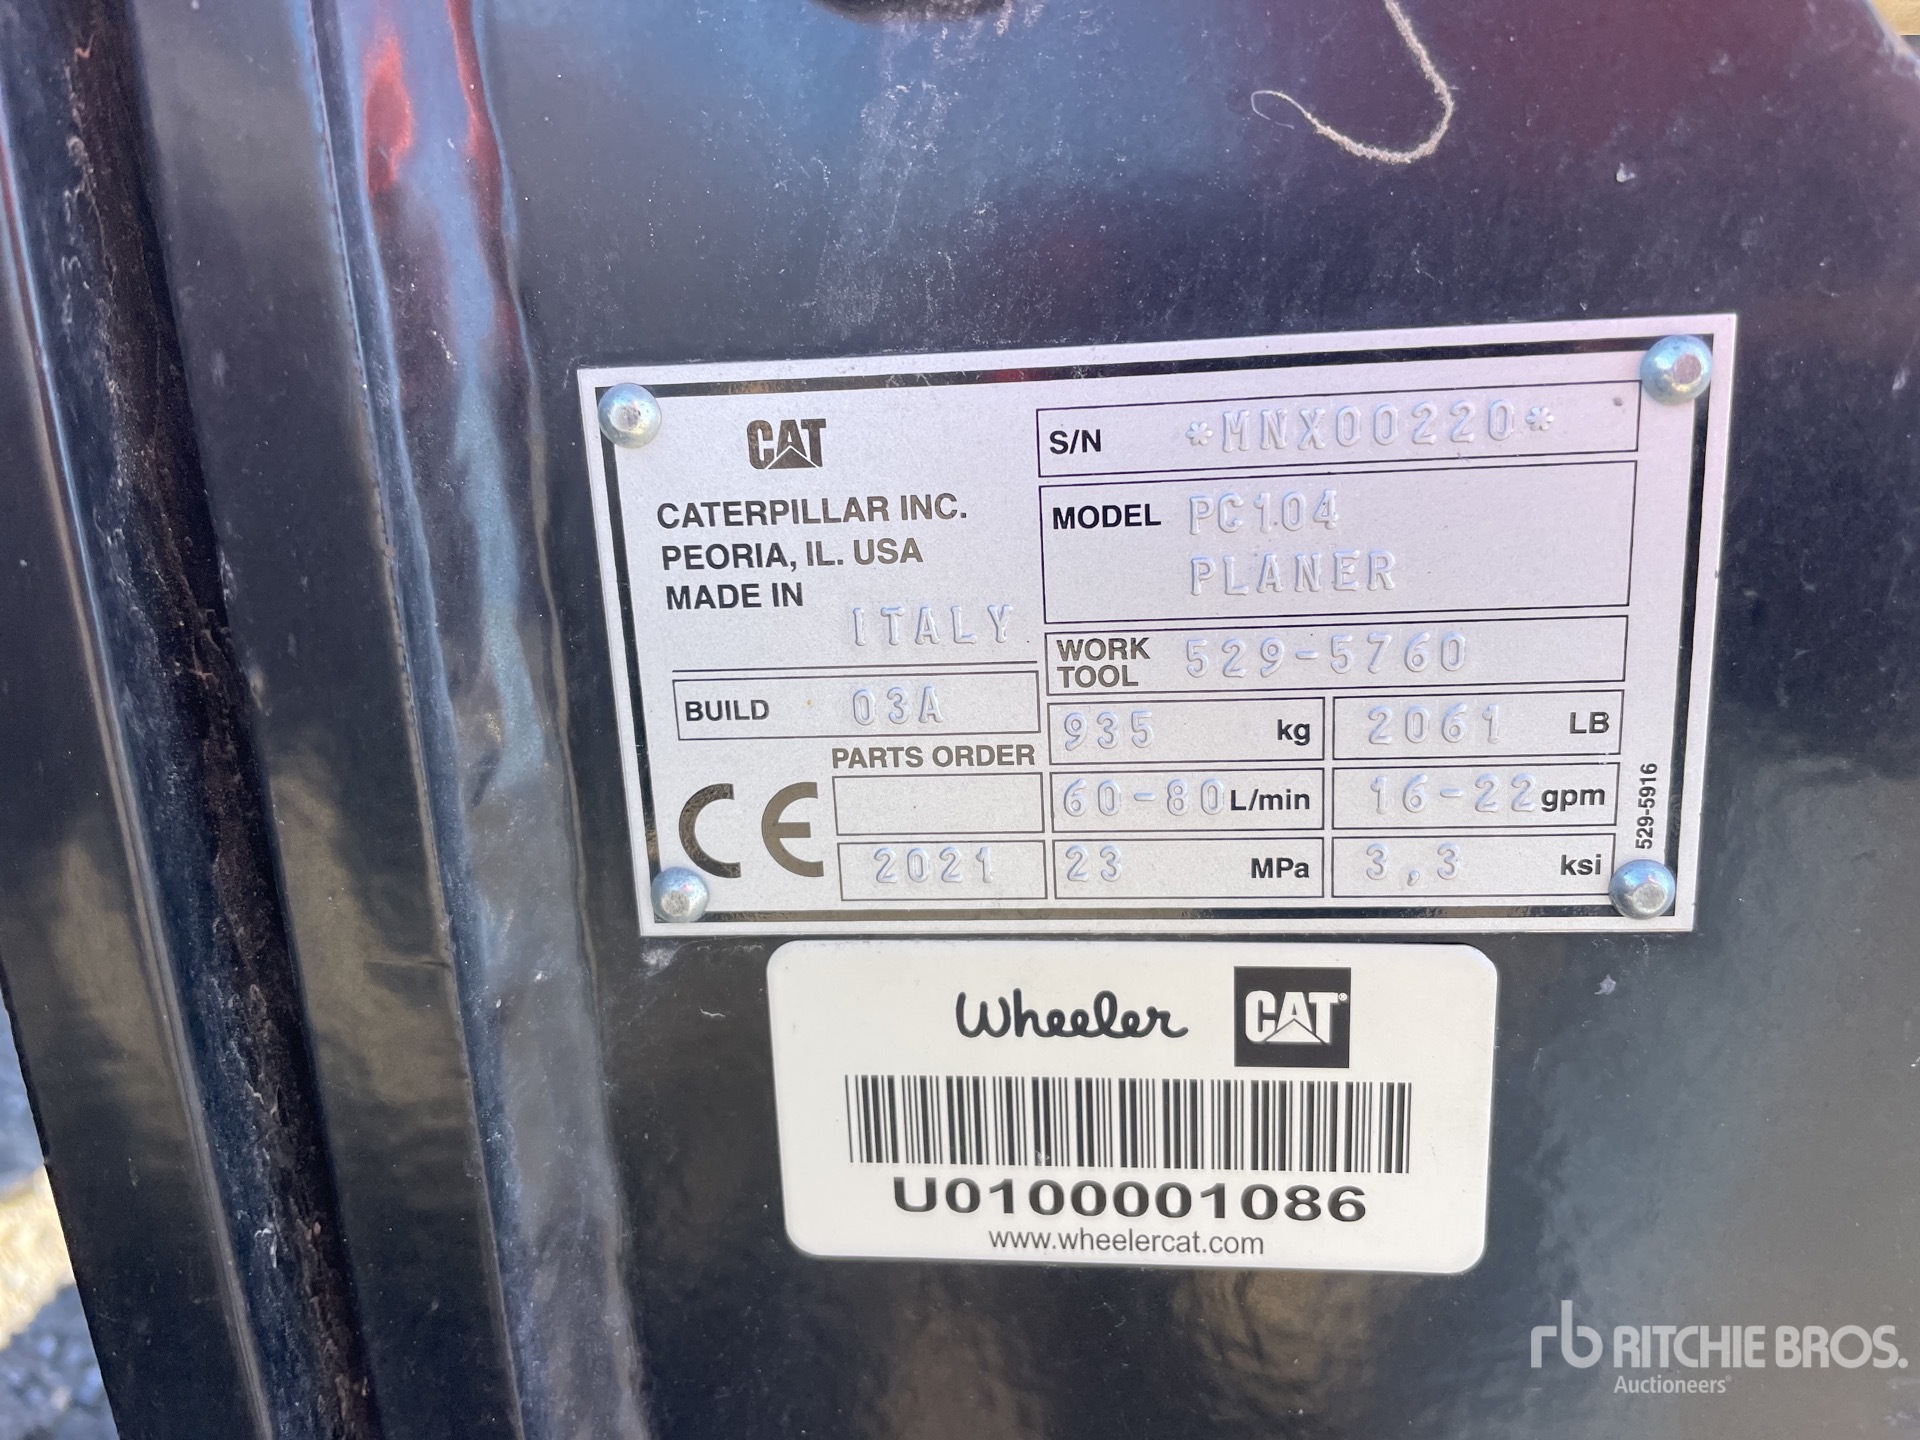 CAT
CATERPILLAR INC.
PEORIA, IL. USA
MADE IN
ITALY
BUILD 03A
PARTS ORDER
CE
2021
S/N *MNX00220*
MODEL PC104
PLANER
WORK TOOL 529-5760
935 kg 2061 LB
60-80 L/min 16-22 gpm
23 MPa 3,3 ksi
529-5916
Wheeler CAT®
U0100001086
www.wheelercat.com
rb RITCHIE BROS.
Auctioneers